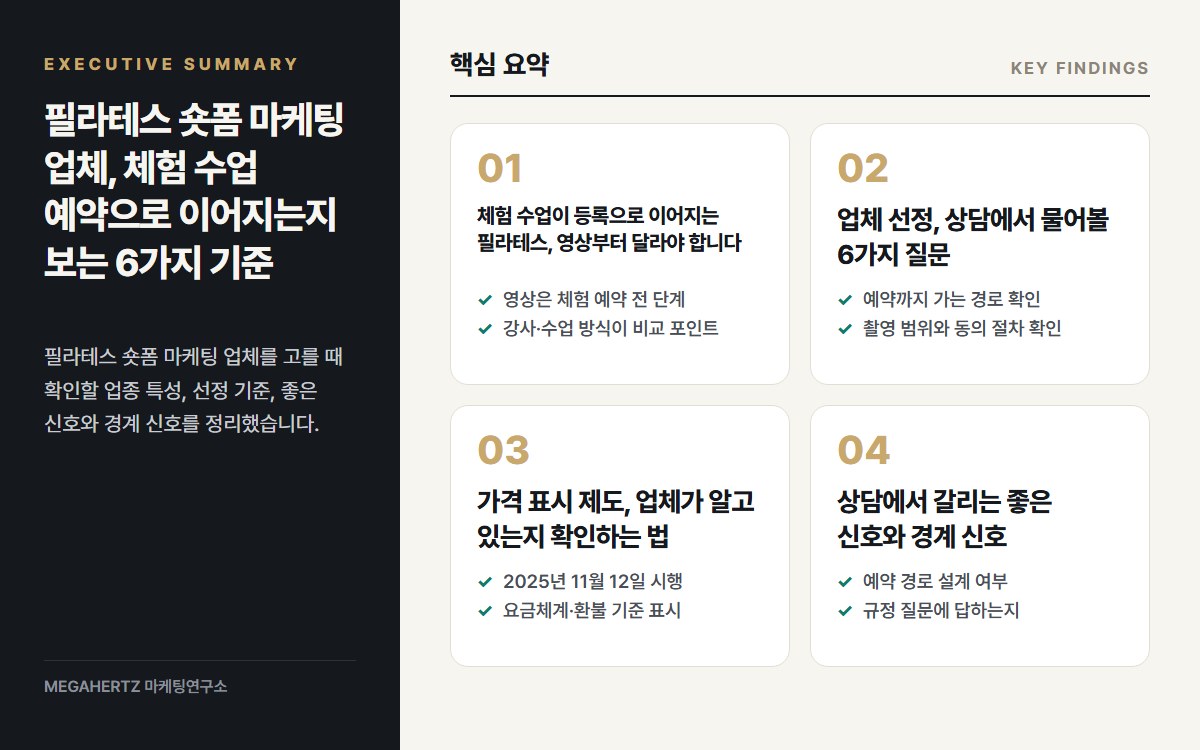 EXECUTIVE SUMMARY
필라테스 숏폼 마케팅
업체, 체험 수업
예약으로 이어지는지
보는 6가지 기준
필라테스 숏폼 마케팅 업체를 고를 때
확인할 업종 특성, 선정 기준, 좋은
신호와 경계 신호를 정리했습니다.
MEGAHERTZ 마케팅연구소
핵심 요약
KEY FINDINGS
01
체험 수업이 등록으로 이어지는
필라테스, 영상부터 달라야 합니다
✓ 영상은 체험 예약 전 단계
✓ 강사·수업 방식이 비교 포인트
02
업체 선정, 상담에서 물어볼
6가지 질문
✓ 예약까지 가는 경로 확인
✓ 촬영 범위와 동의 절차 확인
03
가격 표시 제도, 업체가 알고
있는지 확인하는 법
✓ 2025년 11월 12일 시행
✓ 요금체계·환불 기준 표시
04
상담에서 갈리는 좋은
신호와 경계 신호
✓ 예약 경로 설계 여부
✓ 규정 질문에 답하는지